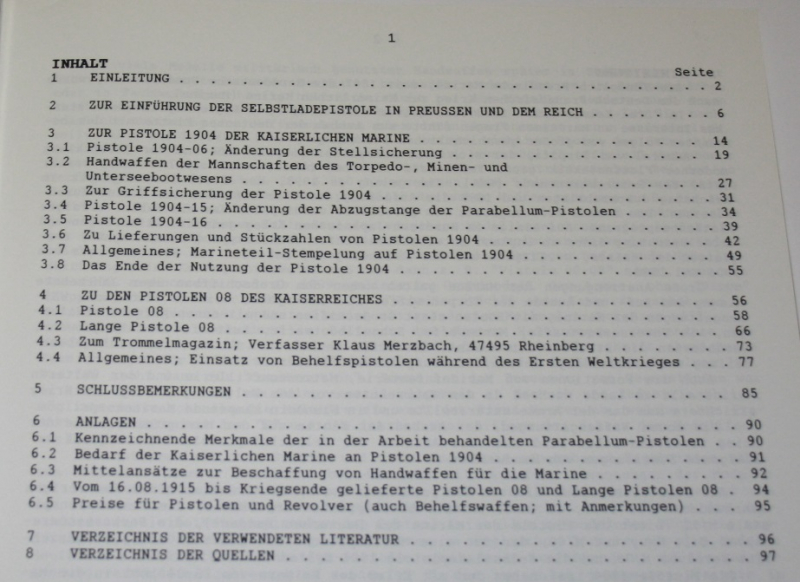 1
INHALT
Seite
1 EINLEITUNG . . . . . . . . . . . . . . . . . . . . . . . . . . . . . . . . . . . 2
2 ZUR EINFÜHRUNG DER SELBSTLADEPISTOLE IN PREUSSEN UND DEM REICH . . . . . . . . 6
3 ZUR PISTOLE 1904 DER KAISERLICHEN MARINE . . . . . . . . . . . . . . . . . . . 14
3.1 Pistole 1904-06; Änderung der Stellsicherung . . . . . . . . . . . . . . . . . 19
3.2 Handwaffen der Mannschaften des Torpedo-, Minen- und
Unterseebootwesens . . . . . . . . . . . . . . . . . . . . . . . . . . . . . . 27
3.3 Zur Griffsicherung der Pistole 1904 . . . . . . . . . . . . . . . . . . . . . 31
3.4 Pistole 1904-15; Änderung der Abzugstange der Parabellum-Pistolen . . . . . . 34
3.5 Pistole 1904-16 . . . . . . . . . . . . . . . . . . . . . . . . . . . . . . . 39
3.6 Zu Lieferungen und Stückzahlen von Pistolen 1904 . . . . . . . . . . . . . . . 42
3.7 Allgemeines; Marineteil-Stempelung auf Pistolen 1904 . . . . . . . . . . . . . 49
3.8 Das Ende der Nutzung der Pistole 1904 . . . . . . . . . . . . . . . . . . . . 55
4 ZU DEN PISTOLEN 08 DES KAISERREICHES . . . . . . . . . . . . . . . . . . . . . 56
4.1 Pistole 08 . . . . . . . . . . . . . . . . . . . . . . . . . . . . . . . . . . 58
4.2 Lange Pistole 08 . . . . . . . . . . . . . . . . . . . . . . . . . . . . . . . 66
4.3 Zum Trommelmagazin; Verfasser Klaus Merzbach, 47495 Rheinberg . . . . . . . . 73
4.4 Allgemeines; Einsatz von Behelfspistolen während des Ersten Weltkrieges . . . 77
5 SCHLUSSBEMERKUNGEN . . . . . . . . . . . . . . . . . . . . . . . . . . . . . . 85
6 ANLAGEN . . . . . . . . . . . . . . . . . . . . . . . . . . . . . . . . . . . 90
6.1 Kennzeichnende Merkmale der in der Arbeit behandelten Parabellum-Pistolen . . 90
6.2 Bedarf der Kaiserlichen Marine an Pistolen 1904 . . . . . . . . . . . . . . . 91
6.3 Mittelansätze zur Beschaffung von Handwaffen für die Marine . . . . . . . . . 92
6.4 Vom 16.08.1915 bis Kriegsende gelieferte Pistolen 08 und Lange Pistolen 08 . 94
6.5 Preise für Pistolen und Revolver (auch Behelfswaffen; mit Anmerkungen) . . . 95
7 VERZEICHNIS DER VERWENDETEN LITERATUR . . . . . . . . . . . . . . . . . . . . 96
8 VERZEICHNIS DER QUELLEN . . . . . . . . . . . . . . . . . . . . . . . . . . . 97